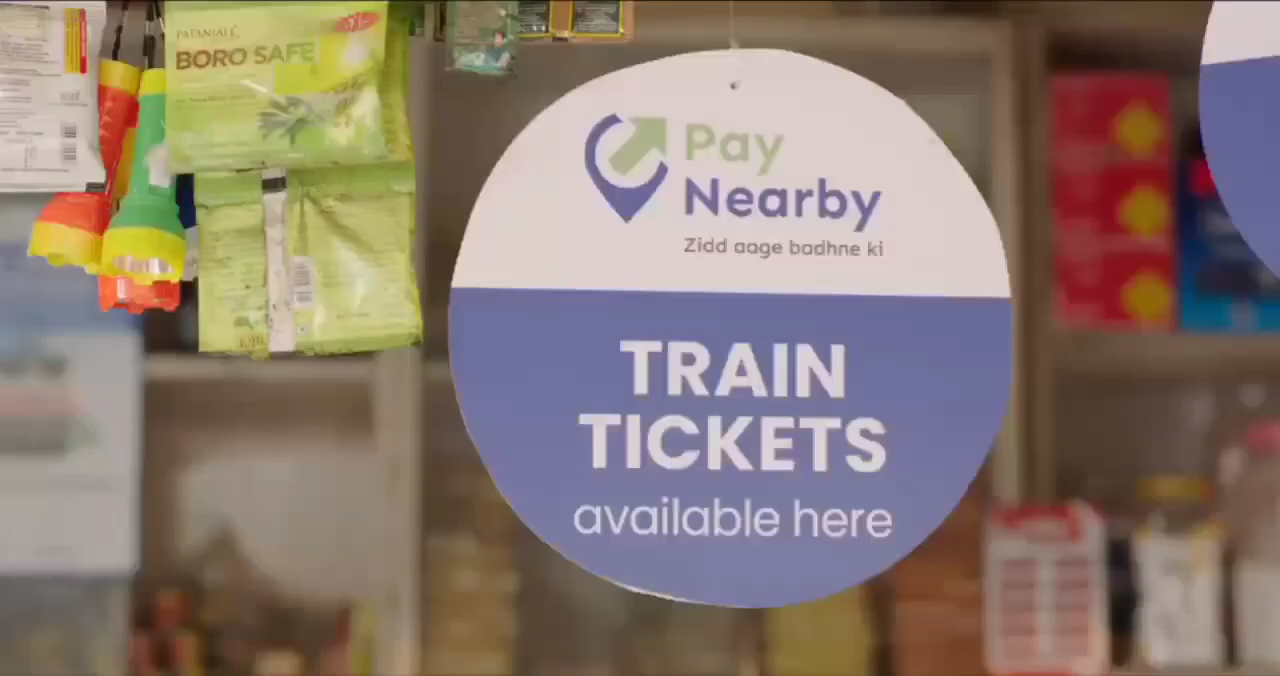 PATANJALI
BORO SAFE
Pay
Nearby
Zidd aage badhne ki
TRAIN
TICKETS
available here